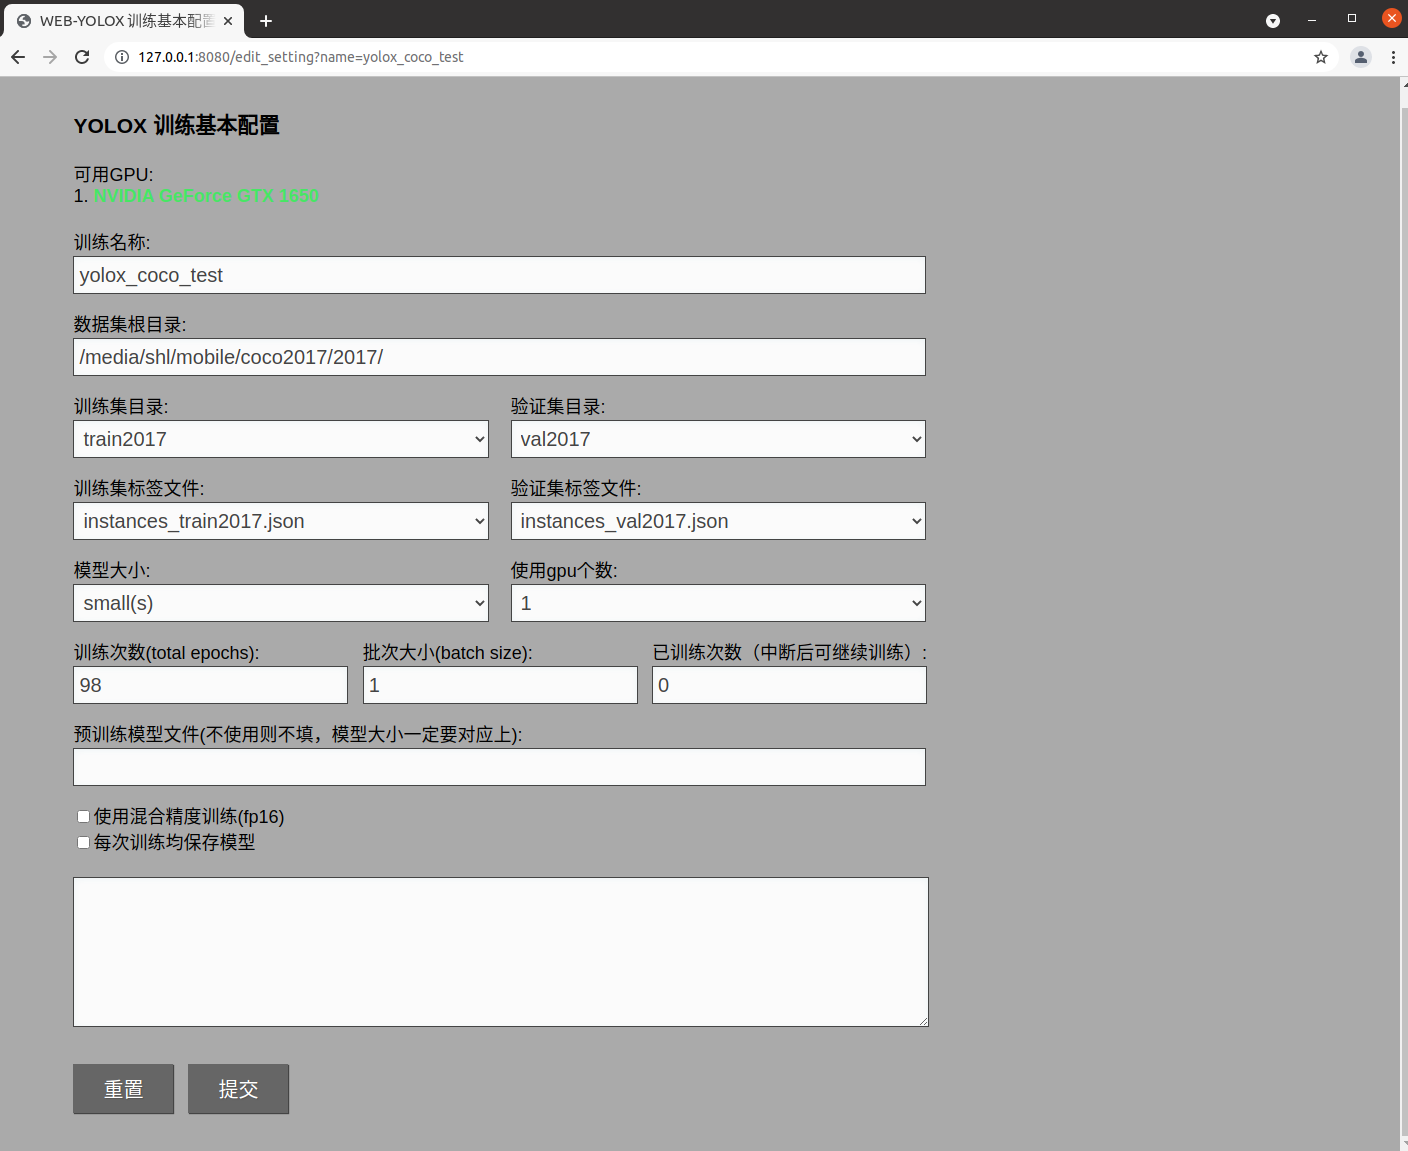 WEB-YOLOX 训练基本配置
127.0.0.1:8080/edit_setting?name=yolox_coco_test
YOLOX 训练基本配置
可用GPU:
1. NVIDIA GeForce GTX 1650
训练名称:
yolox_coco_test
数据集根目录:
/media/shl/mobile/coco2017/2017/
训练集目录: 验证集目录:
train2017 val2017
训练集标签文件: 验证集标签文件:
instances_train2017.json instances_val2017.json
模型大小: 使用gpu个数:
small(s) 1
训练次数(total epochs): 批次大小(batch size): 已训练次数（中断后可继续训练）:
98 1 0
预训练模型文件(不使用则不填，模型大小一定要对应上):
使用混合精度训练(fp16)
每次训练均保存模型
重置 提交